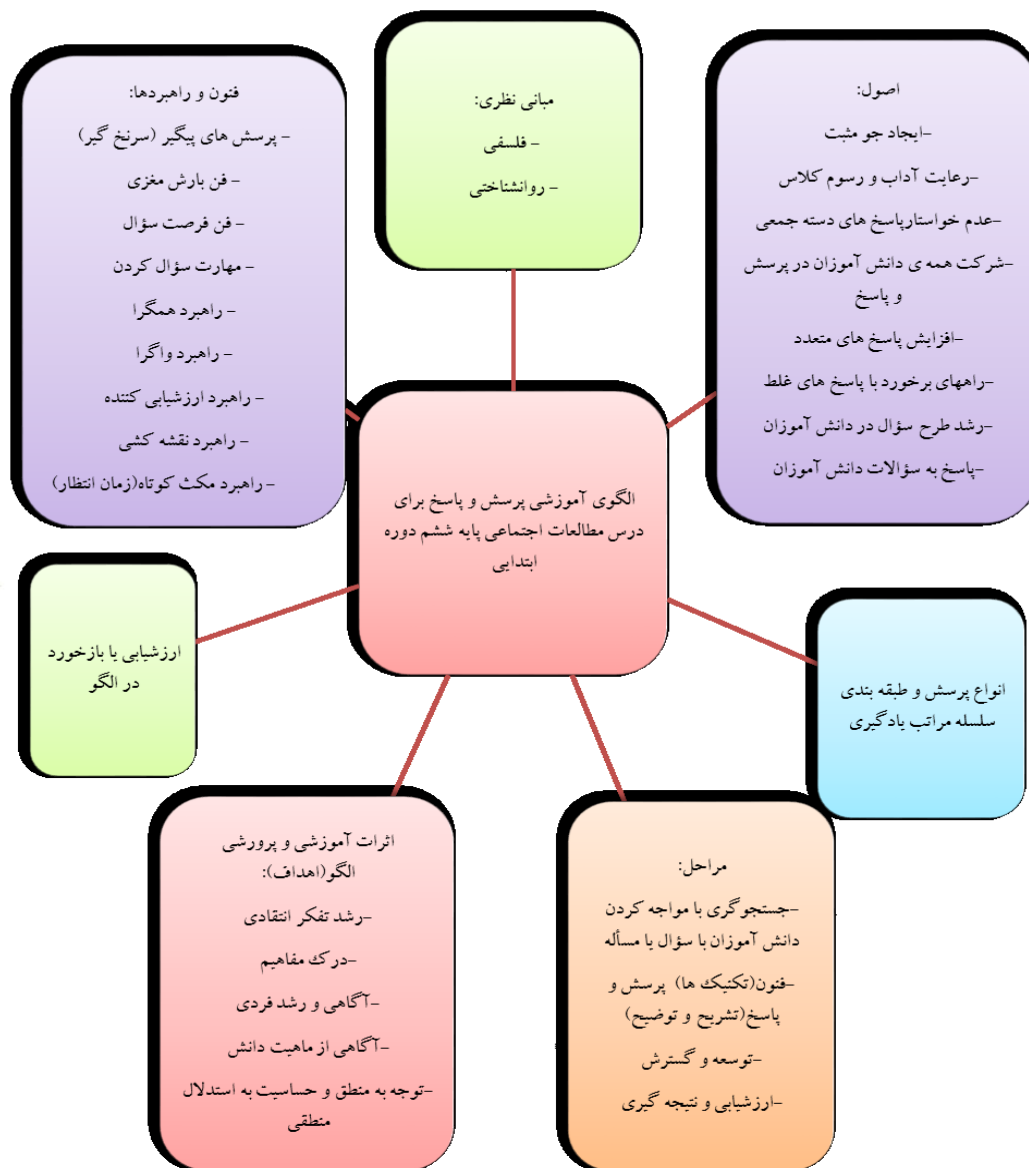 مبانی نظری:
- فلسفی
- روانشناختی
اصول:
-ایجاد جو مثبت
-رعایت آداب و رسوم کلاس
-عدم خواستارپاسخ های دسته جمعی
-شرکت همه ی دانش آموزان در پرسش
و پاسخ
-افزایش پاسخ های متعدد
-راههای برخورد با پاسخ های غلط
-رشد طرح سؤال در دانش آموزان
-پاسخ به سؤالات دانش آموزان
فنون و راهبردها:
- پرسش های پیگیر (سرنخ گیر)
- فن بارش مغزی
- فن فرصت سؤال
- مهارت سؤال کردن
- راهبرد همگرا
- راهبرد واگرا
- راهبرد ارزشیابی کننده
- راهبرد نقشه کشی
- راهبرد مکث کوتاه(زمان انتظار)
الگوی آموزشی پرسش و پاسخ برای
درس مطالعات اجتماعی پایه ششم دوره
ابتدایی
انواع پرسش و طبقه بندی
سلسله مراتب یادگیری
ارزشیابی یا بازخورد
در الگو
مراحل:
-جستجوگری با مواجه کردن
دانش آموزان با سؤال یا مسأله
-فنون(تکنیک ها) پرسش و
پاسخ(تشریح و توضیح)
-توسعه و گسترش
-ارزشیابی و نتیجه گیری
اثرات آموزشی و پرورشی
الگو(اهداف):
-رشد تفکر انتقادی
-درک مفاهیم
-آگاهی و رشد فردی
-آگاهی از ماهیت دانش
-توجه به منطق و حساسیت به استدلال
منطقی